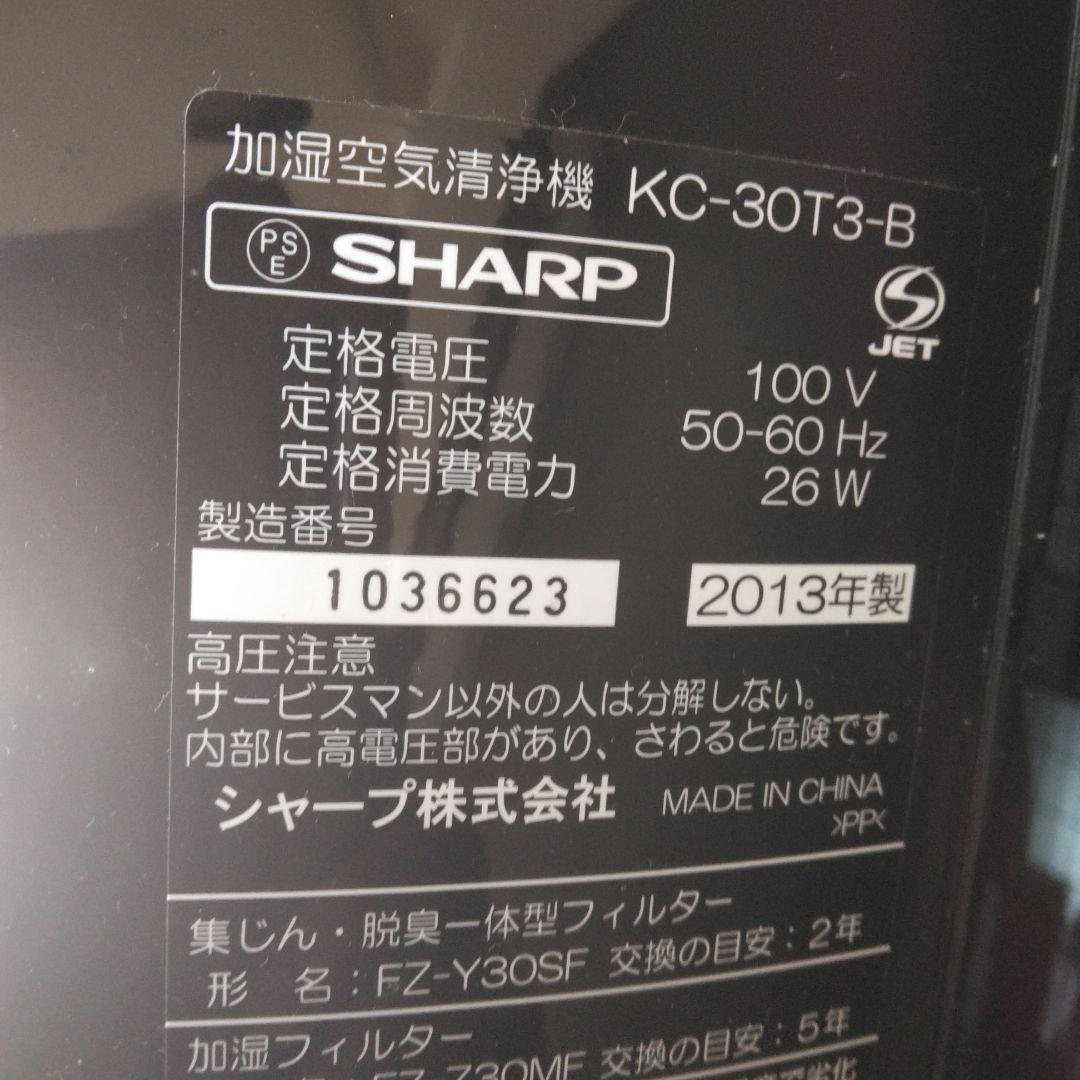 加湿空気清浄機 KC-30T3-B
PSE SHARP
JET
定格電圧 100 V
定格周波数 50-60 Hz
定格消費電力 26 W
製造番号
1036623 2013年製
高圧注意
サービスマン以外の人は分解しない。
内部に高電圧部があり、さわると危険です。
シャープ株式会社 MADE IN CHINA
>PP<
集じん・脱臭一体型フィルター
形 名：FZ-Y30SF 交換の目安：2年
加湿フィルター
FZ-Z30MF 交換の目安：5年